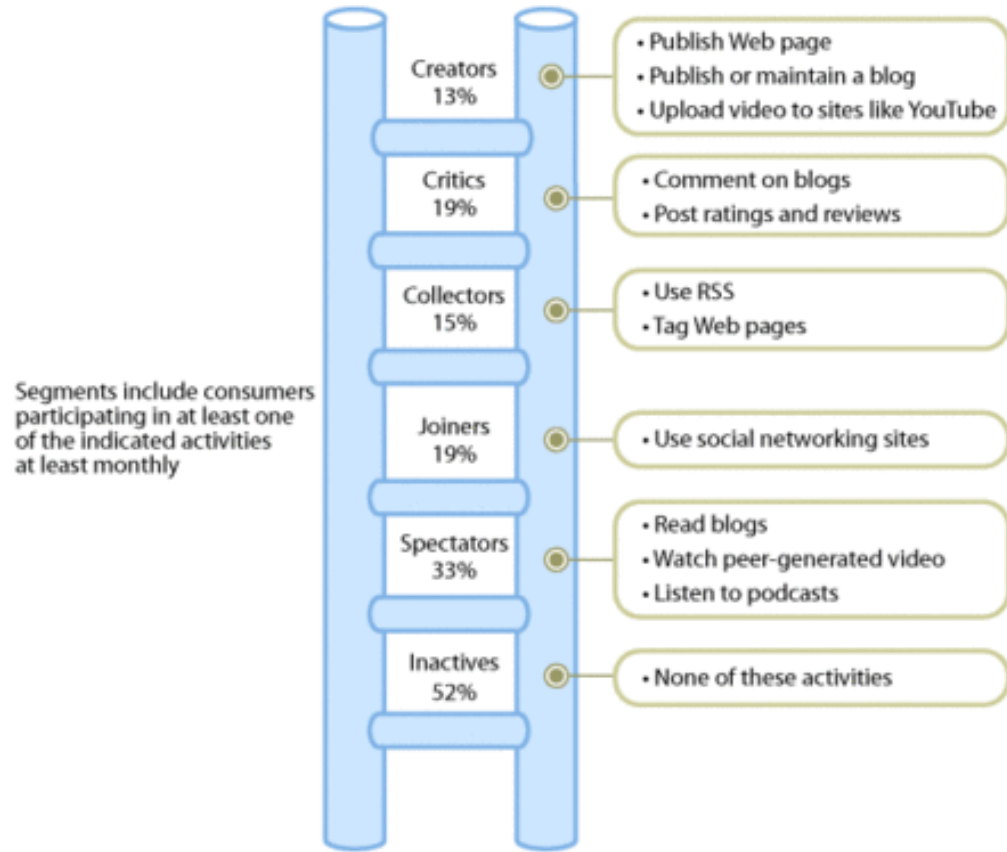 Creators
13%
• Publish Web page
• Publish or maintain a blog
• Upload video to sites like YouTube
Critics
19%
• Comment on blogs
• Post ratings and reviews
Collectors
15%
• Use RSS
• Tag Web pages
Segments include consumers
participating in at least one
of the indicated activities
at least monthly
Joiners
19%
• Use social networking sites
Spectators
33%
• Read blogs
• Watch peer-generated video
• Listen to podcasts
Inactives
52%
• None of these activities